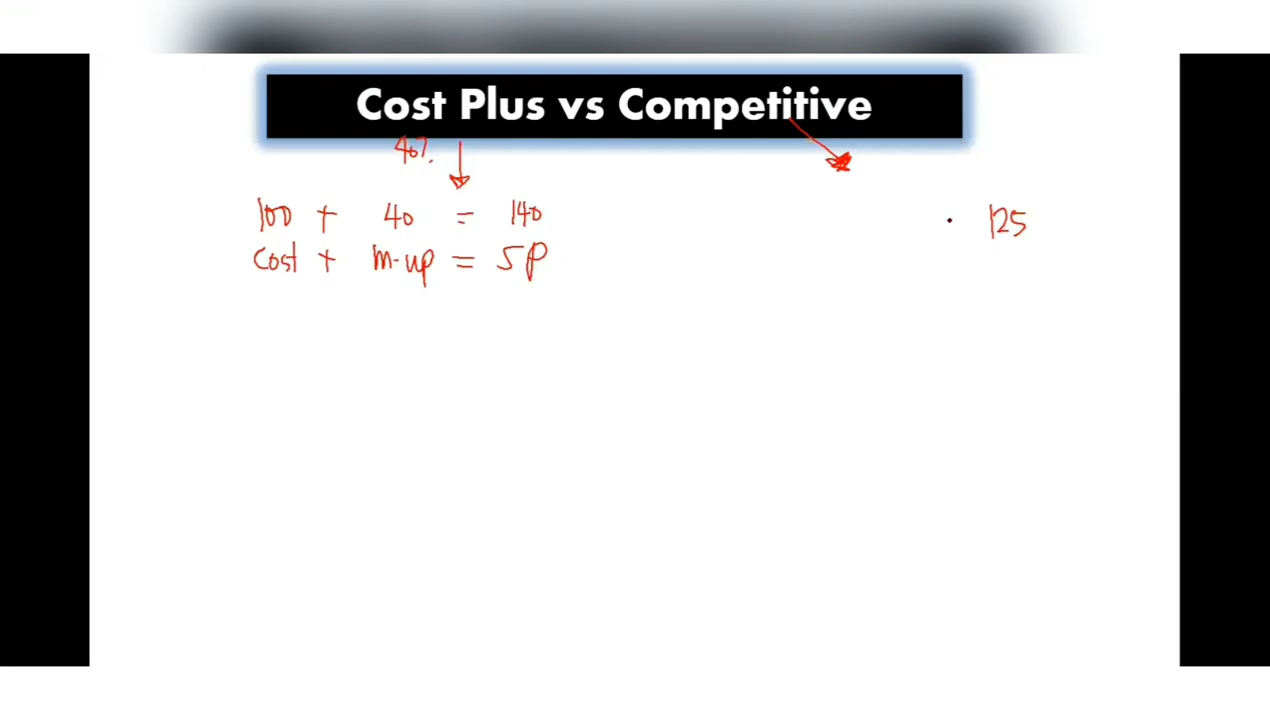 Cost Plus vs Competitive
40%.
100 + 40 = 140
125
cost + m-up = SP